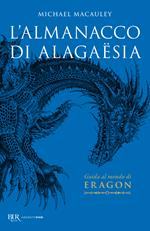 MICHAEL MACAULEY
L'ALMANACCO
DI ALAGAËSIA
Guida al mondo di
ERAGON
BUR